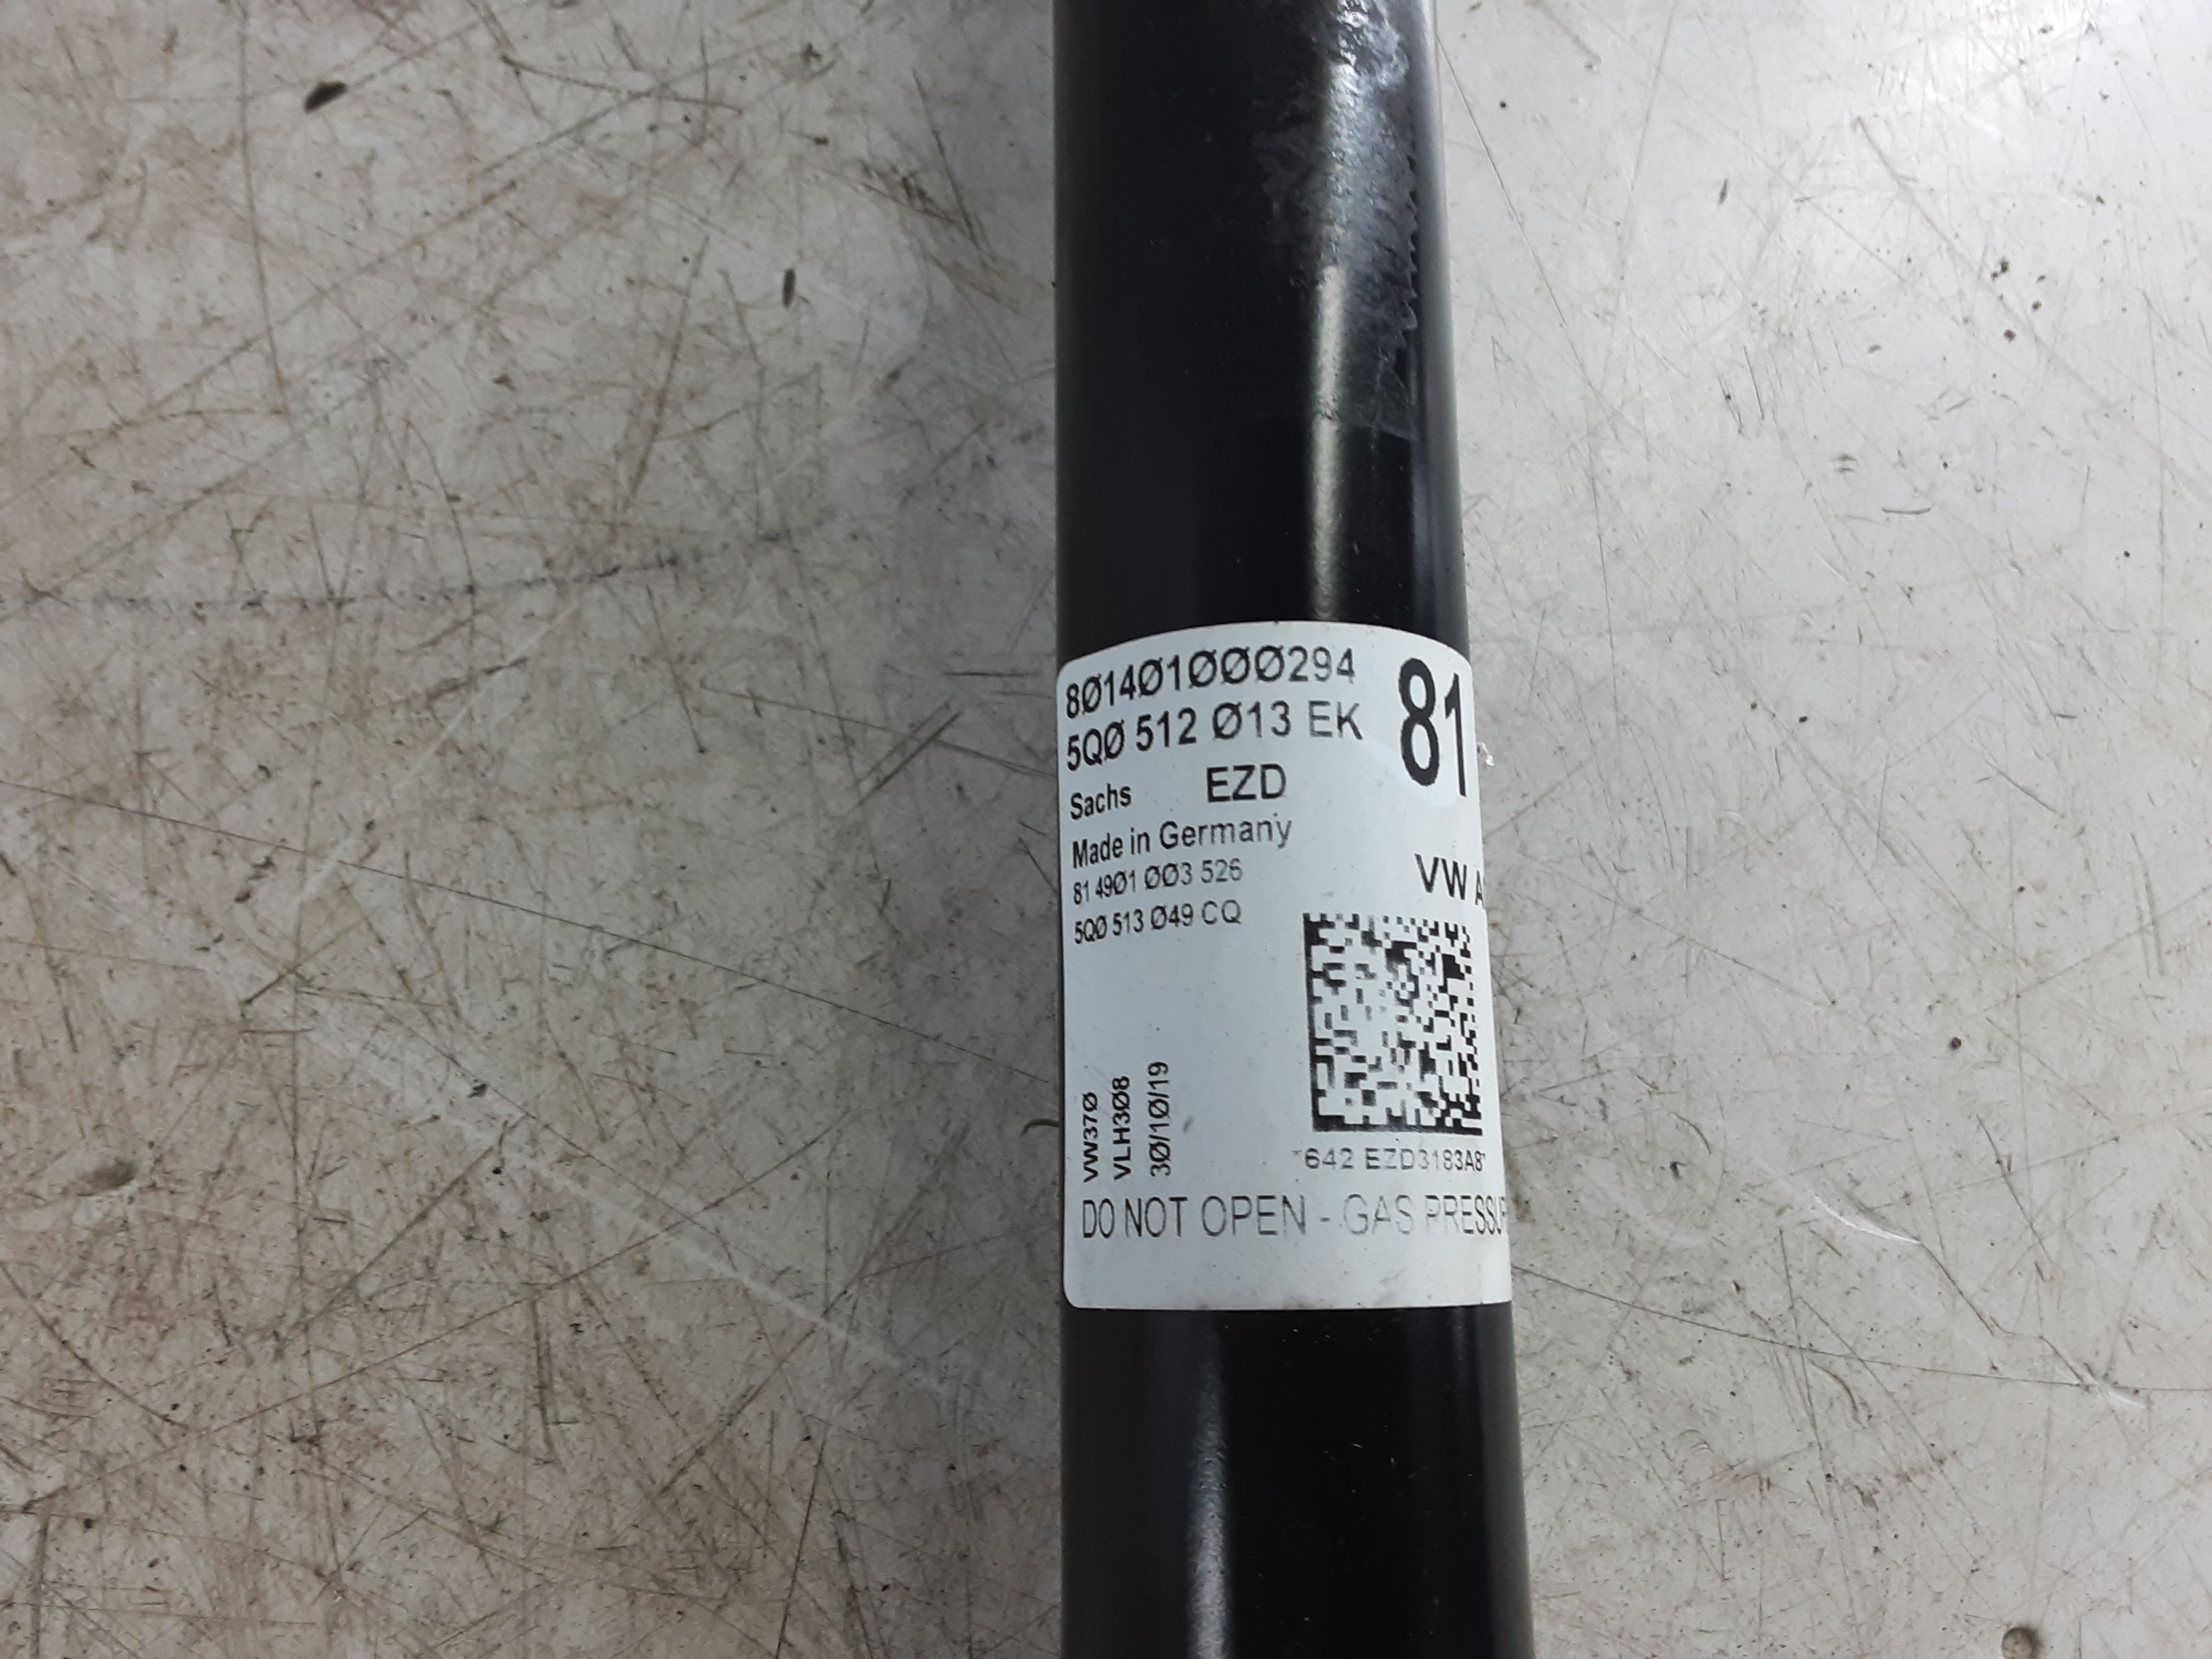 8Ø14Ø1ØØØ294
81
5QØ 512 Ø13 EK
Sachs EZD
Made in Germany
81 49Ø1 ØØ3 526
VW
5QØ 513 Ø49 CQ
VW37Ø
VLH3Ø8
3Ø/1Ø/19
*642 EZD3183A8*
DO NOT OPEN - GAS